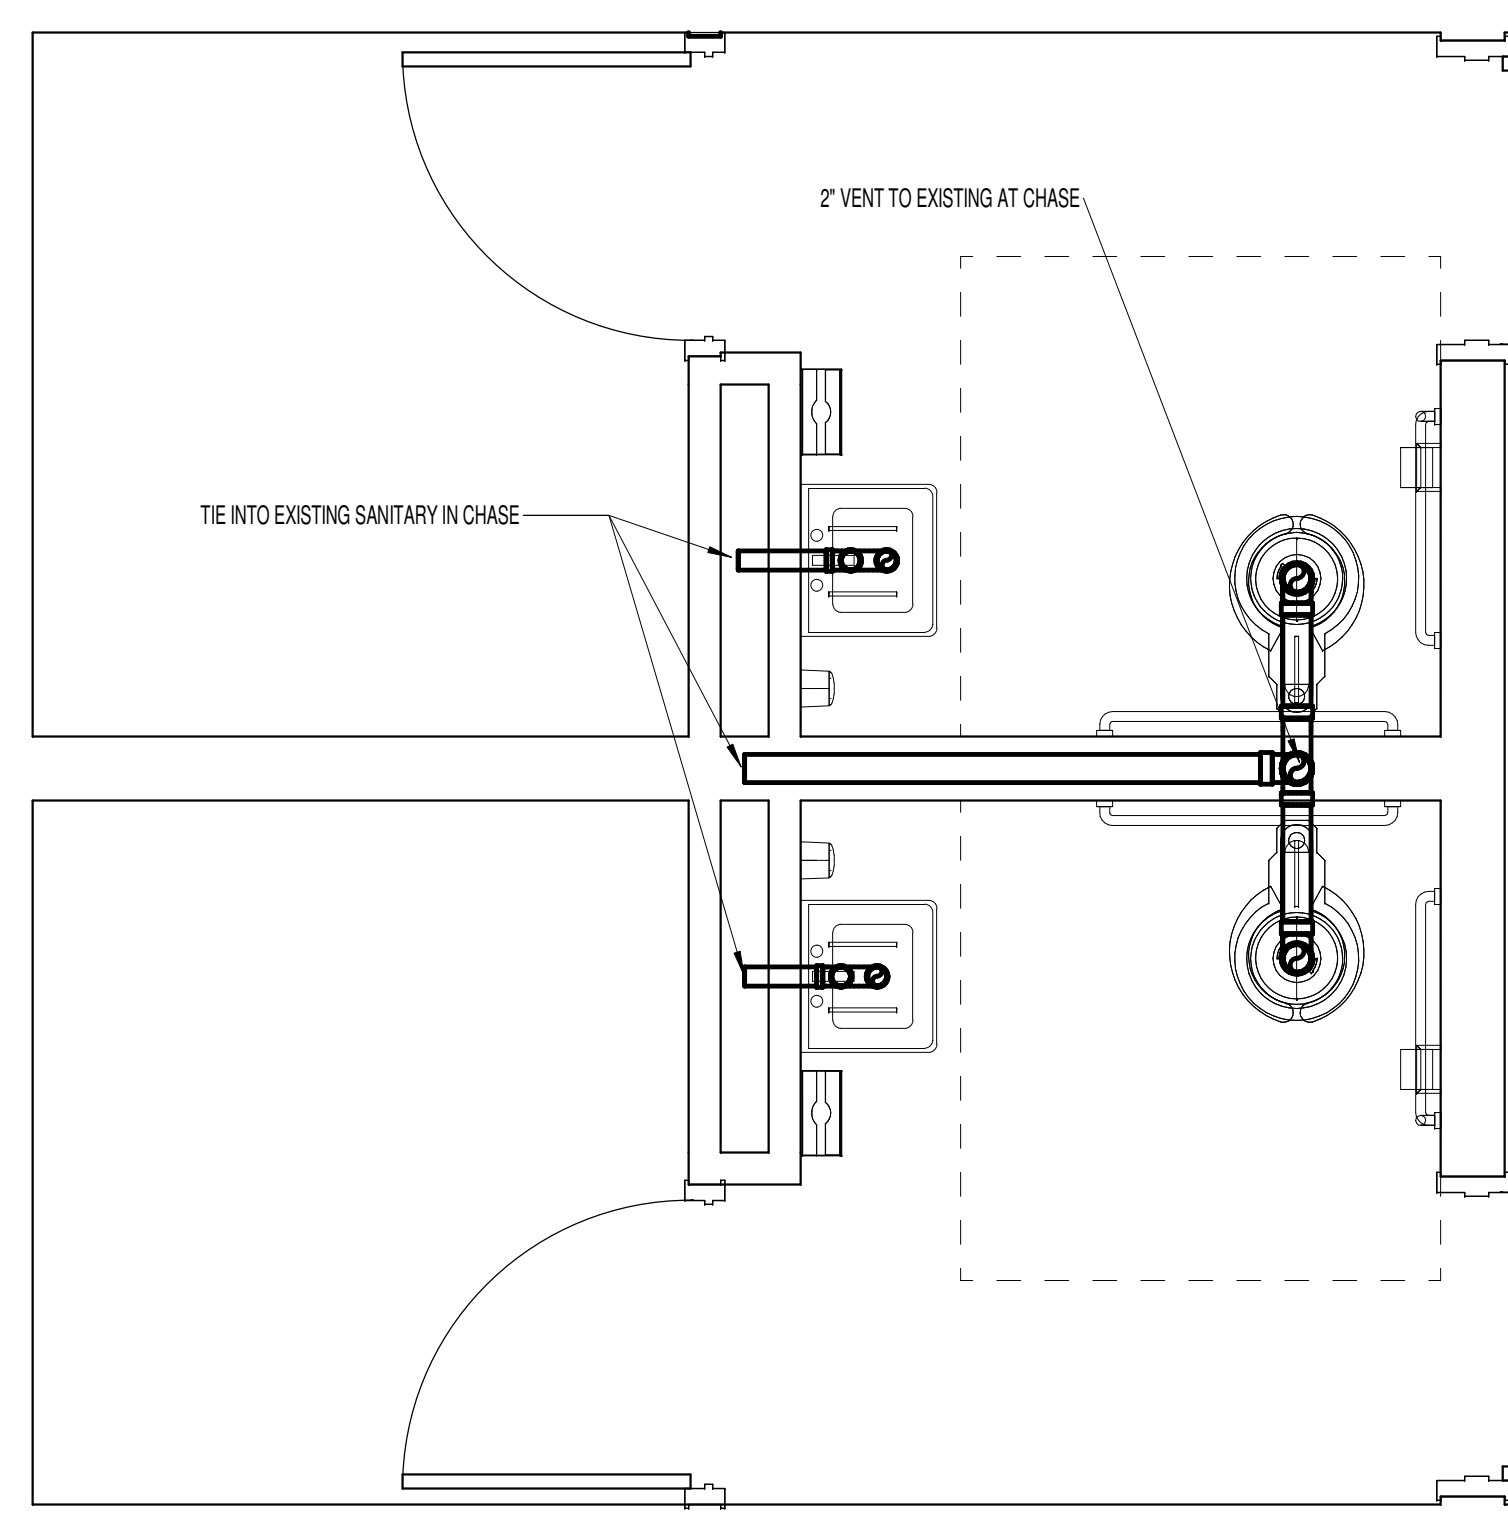 2" VENT TO EXISTING AT CHASE
TIE INTO EXISTING SANITARY IN CHASE